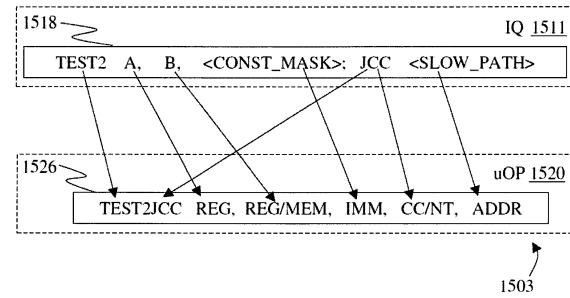 1518
IQ 1511
TEST2 A, B, <CONST_MASK>; JCC <SLOW_PATH>
1526
uOP 1520
TEST2JCC REG, REG/MEM, IMM, CC/NT, ADDR
1503